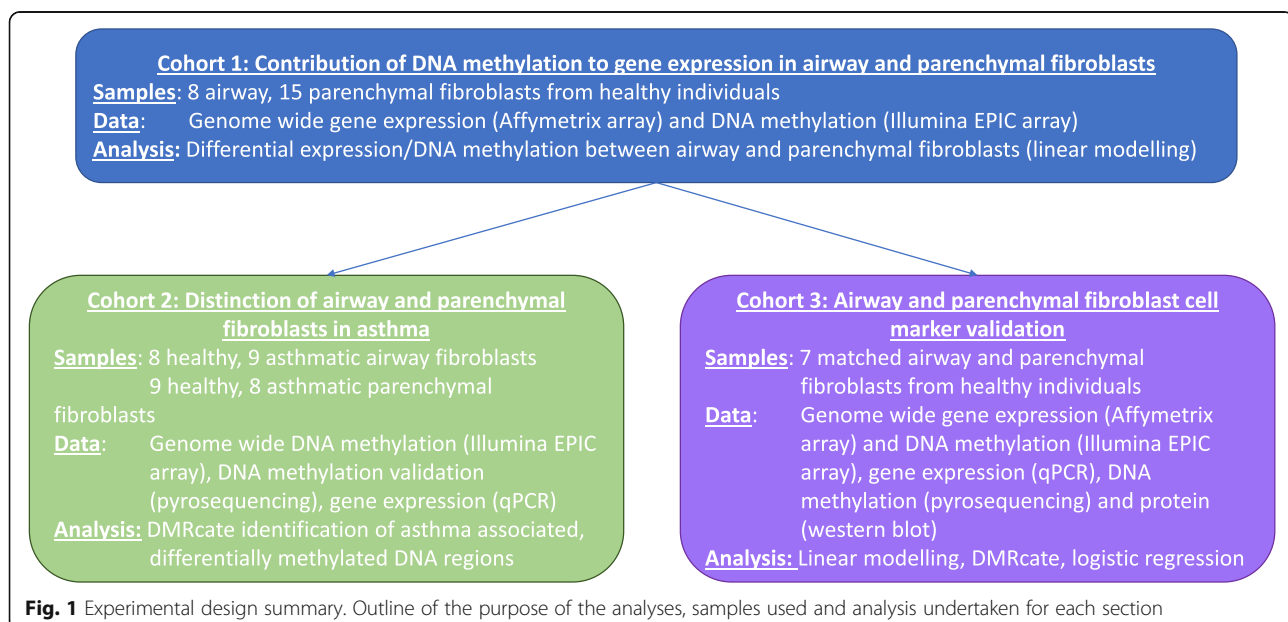 Cohort 1: Contribution of DNA methylation to gene expression in airway and parenchymal fibroblasts
Samples: 8 airway, 15 parenchymal fibroblasts from healthy individuals
Data: Genome wide gene expression (Affymetrix array) and DNA methylation (Illumina EPIC array)
Analysis: Differential expression/DNA methylation between airway and parenchymal fibroblasts (linear modelling)
Cohort 2: Distinction of airway and parenchymal
fibroblasts in asthma
Samples: 8 healthy, 9 asthmatic airway fibroblasts
9 healthy, 8 asthmatic parenchymal
fibroblasts
Data: Genome wide DNA methylation (Illumina EPIC
array), DNA methylation validation
(pyrosequencing), gene expression (qPCR)
Analysis: DMRcate identification of asthma associated,
differentially methylated DNA regions
Cohort 3: Airway and parenchymal fibroblast cell
marker validation
Samples: 7 matched airway and parenchymal
fibroblasts from healthy individuals
Data: Genome wide gene expression (Affymetrix
array) and DNA methylation (Illumina EPIC
array), gene expression (qPCR), DNA
methylation (pyrosequencing) and protein
(western blot)
Analysis: Linear modelling, DMRcate, logistic regression
Fig. 1 Experimental design summary. Outline of the purpose of the analyses, samples used and analysis undertaken for each section